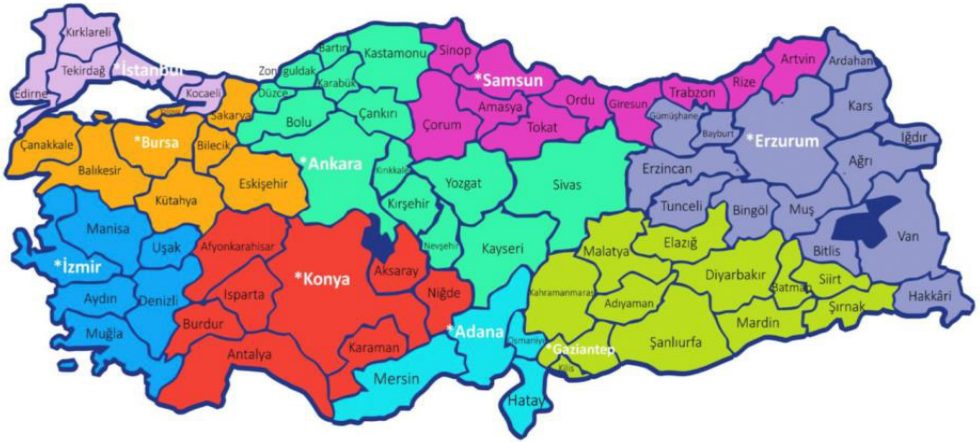 Kırklareli
Tekirdağ
*İstanbul
Edirne
Kocaeli
Sakarya
Zonguldak
Bartın
Karabük
Kastamonu
Düzce
Bolu
Çankırı
Sinop
*Samsun
Amasya
Ordu
Giresun
Çorum
Tokat
Trabzon
Rize
Artvin
Ardahan
Kars
Gümüşhane
Bayburt
*Erzurum
Iğdır
Ağrı
Çanakkale
*Bursa
Bilecik
Balıkesir
Kütahya
Eskişehir
*Ankara
Kırıkkale
Kırşehir
Yozgat
Sivas
Erzincan
Tunceli
Bingöl
Muş
Bitlis
Van
Hakkâri
Manisa
Uşak
*İzmir
Aydın
Denizli
Muğla
Afyonkarahisar
Isparta
Burdur
Antalya
*Konya
Aksaray
Niğde
Karaman
Nevşehir
Kayseri
Malatya
Elazığ
Diyarbakır
Batman
Siirt
Şırnak
Kahramanmaraş
Adıyaman
Mardin
Şanlıurfa
*Gaziantep
Kilis
*Adana
Osmaniye
Mersin
Hatay